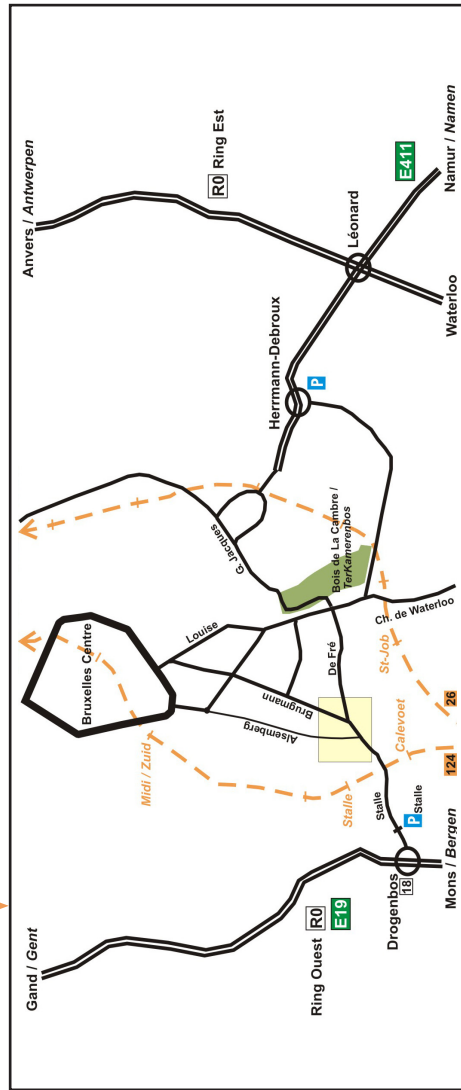 Gand / Gent
Anvers / Antwerpen
Bruxelles Centre
R0 Ring Est
Midi / Zuid
Louise
G. Jacques
Herrmann-Debroux
P
Léonard
E411
Namur / Namen
Waterloo
Ring Ouest R0
E19
Alsemberg
Brugmann
De Fré
Bois de La Cambre /
TerKamerenbos
Ch. de Waterloo
St-Job
Stalle
Calevoet
Stalle
P
Stalle
Drogenbos
18
Mons / Bergen
124
26